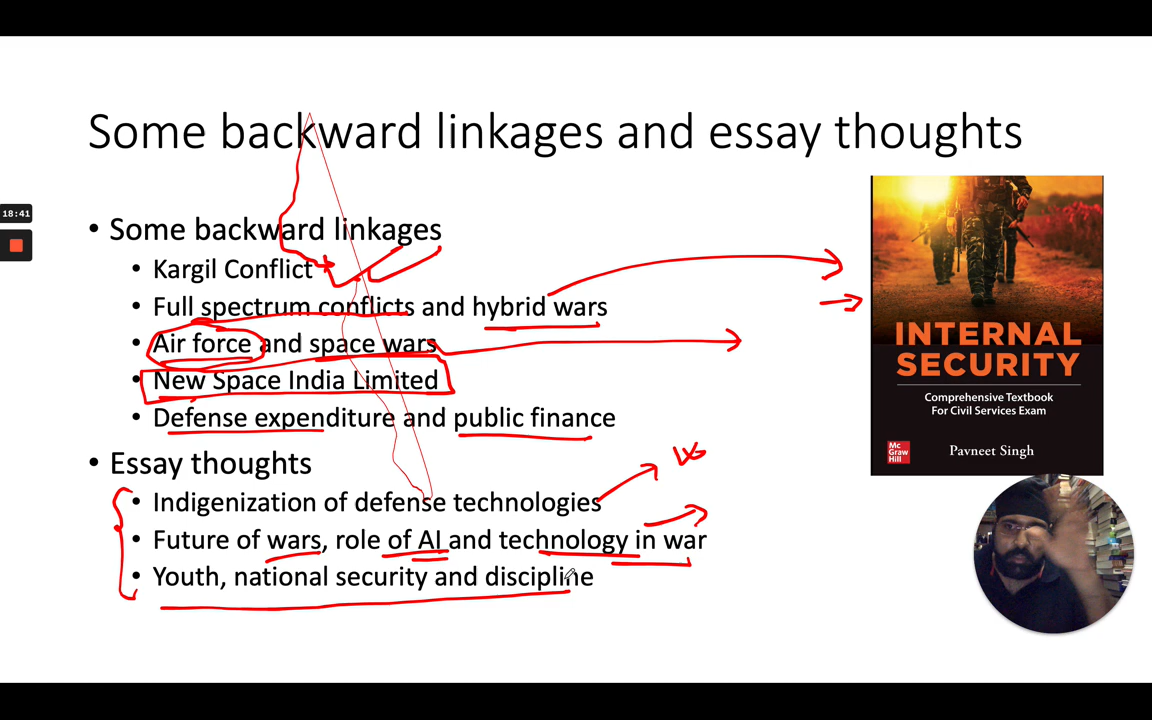 Some backward linkages and essay thoughts
18:41
• Some backward linkages
• Kargil Conflict
• Full spectrum conflicts and hybrid wars
• Air force and space wars
• New Space India Limited
• Defense expenditure and public finance
• Essay thoughts
• Indigenization of defense technologies
• Future of wars, role of AI and technology in war
• Youth, national security and discipline
INTERNAL
SECURITY
Comprehensive Textbook
For Civil Services Exam
Mc
Graw
Hill
Pavneet Singh